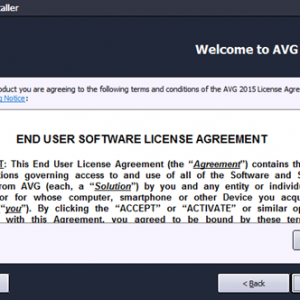 taller
Welcome to AVG
oduct you are agreeing to the following terms and conditions of the AVG 2015 License Agre
g Notice:
END USER SOFTWARE LICENSE AGREEMENT
T: This End User License Agreement (the "Agreement") contains th
tions governing access to and use of all of the Software and S
rom AVG (each, a "Solution") by you and any entity or individ
or for whose computer, smartphone or other Device you acqu
"you"). By clicking the "ACCEPT" or "ACTIVATE" or similar op
with this Agreement, you agreed to be bound by these ter
< Back